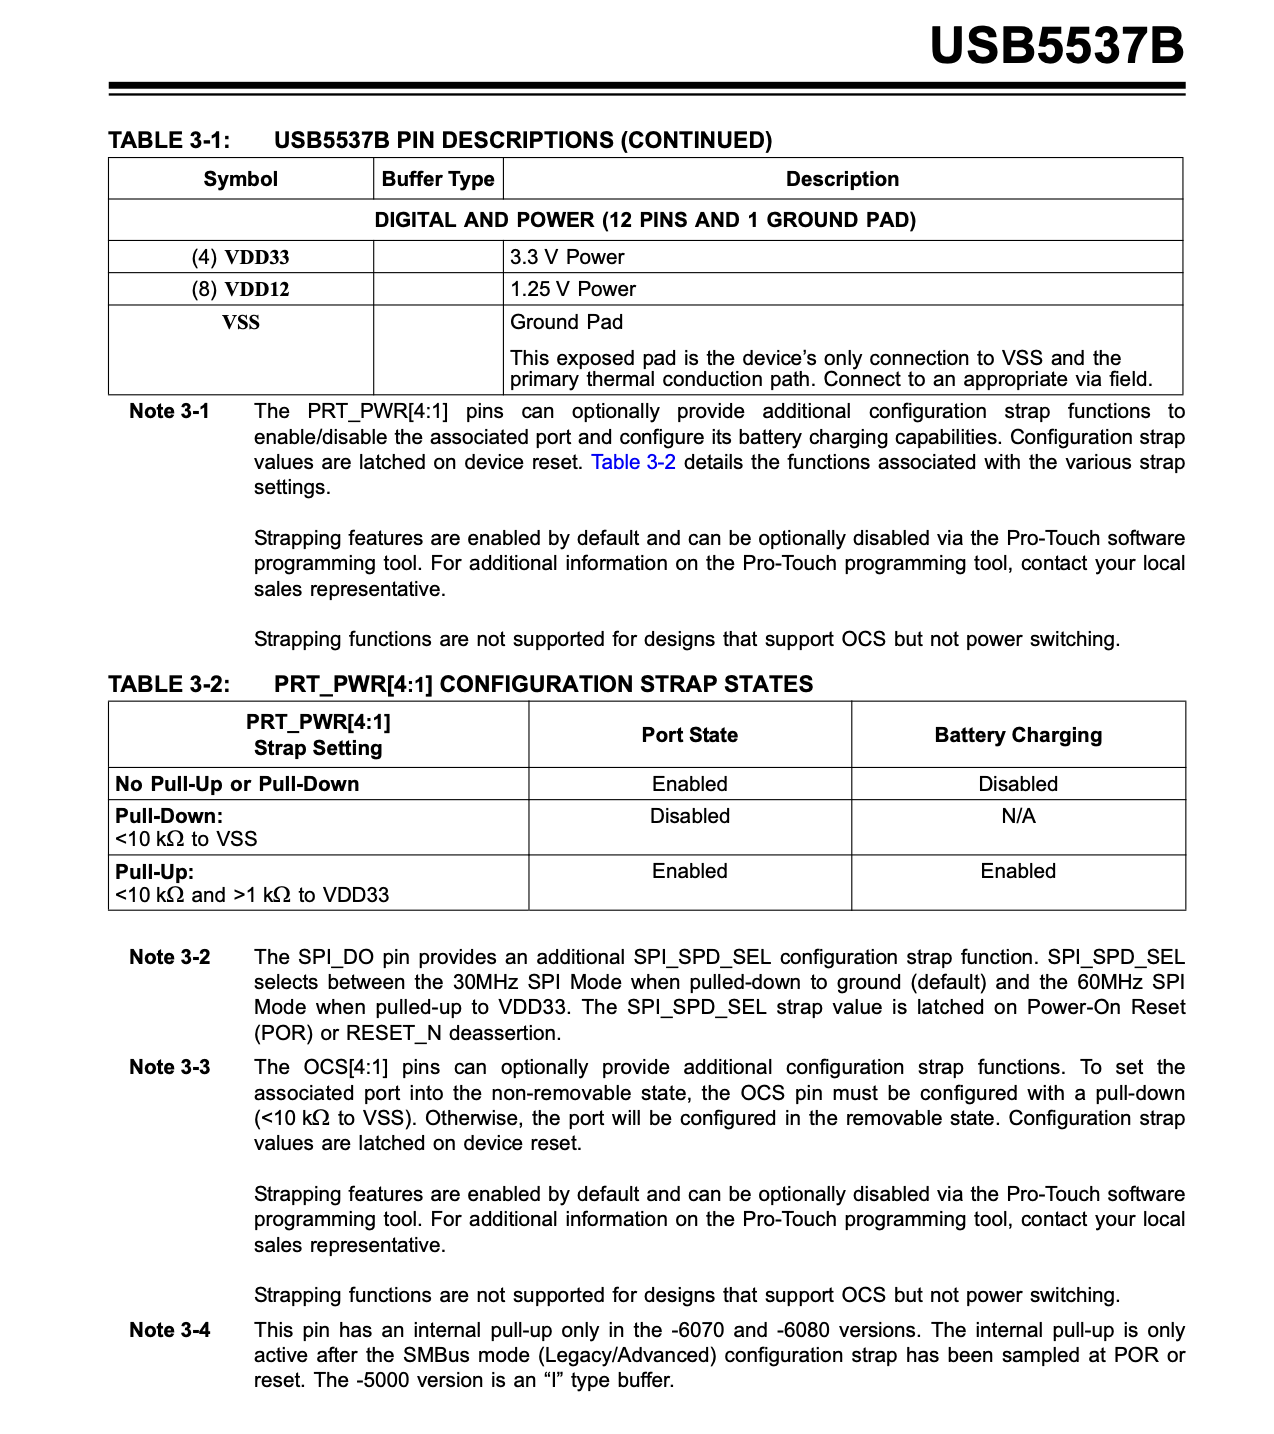 USB5537B
TABLE 3-1: USB5537B PIN DESCRIPTIONS (CONTINUED)
Symbol Buffer Type Description
DIGITAL AND POWER (12 PINS AND 1 GROUND PAD)
(4) VDD33 3.3 V Power
(8) VDD12 1.25 V Power
VSS Ground Pad
This exposed pad is the device’s only connection to VSS and the
primary thermal conduction path. Connect to an appropriate via field.
Note 3-1 The PRT_PWR[4:1] pins can optionally provide additional configuration strap functions to
enable/disable the associated port and configure its battery charging capabilities. Configuration strap
values are latched on device reset. Table 3-2 details the functions associated with the various strap
settings.
Strapping features are enabled by default and can be optionally disabled via the Pro-Touch software
programming tool. For additional information on the Pro-Touch programming tool, contact your local
sales representative.
Strapping functions are not supported for designs that support OCS but not power switching.
TABLE 3-2: PRT_PWR[4:1] CONFIGURATION STRAP STATES
PRT_PWR[4:1]
Strap Setting Port State Battery Charging
No Pull-Up or Pull-Down Enabled Disabled
Pull-Down: Disabled N/A
<10 kΩ to VSS
Pull-Up: Enabled Enabled
<10 kΩ and >1 kΩ to VDD33
Note 3-2 The SPI_DO pin provides an additional SPI_SPD_SEL configuration strap function. SPI_SPD_SEL
selects between the 30MHz SPI Mode when pulled-down to ground (default) and the 60MHz SPI
Mode when pulled-up to VDD33. The SPI_SPD_SEL strap value is latched on Power-On Reset
(POR) or RESET_N deassertion.
Note 3-3 The OCS[4:1] pins can optionally provide additional configuration strap functions. To set the
associated port into the non-removable state, the OCS pin must be configured with a pull-down
(<10 kΩ to VSS). Otherwise, the port will be configured in the removable state. Configuration strap
values are latched on device reset.
Strapping features are enabled by default and can be optionally disabled via the Pro-Touch software
programming tool. For additional information on the Pro-Touch programming tool, contact your local
sales representative.
Strapping functions are not supported for designs that support OCS but not power switching.
Note 3-4 This pin has an internal pull-up only in the -6070 and -6080 versions. The internal pull-up is only
active after the SMBus mode (Legacy/Advanced) configuration strap has been sampled at POR or
reset. The -5000 version is an “I” type buffer.